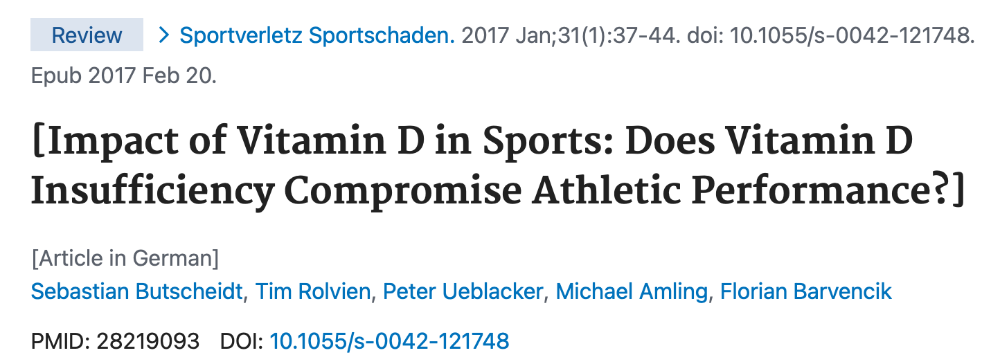 Review > Sportverletz Sportschaden. 2017 Jan;31(1):37-44. doi: 10.1055/s-0042-121748.
Epub 2017 Feb 20.
[Impact of Vitamin D in Sports: Does Vitamin D
Insufficiency Compromise Athletic Performance?]
[Article in German]
Sebastian Butscheidt, Tim Rolvien, Peter Ueblacker, Michael Amling, Florian Barvencik
PMID: 28219093 DOI: 10.1055/s-0042-121748